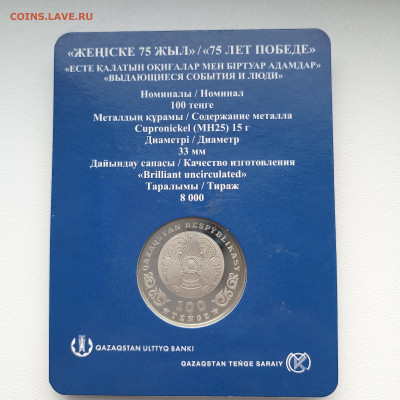 COINS.LAVE.RU
«ЖЕҢІСКЕ 75 ЖЫЛ» / «75 ЛЕТ ПОБЕДЕ»
«ЕСТЕ ҚАЛАТЫН ОҚИҒАЛАР МЕН БІРТУАР АДАМДАР»
«ВЫДАЮЩИЕСЯ СОБЫТИЯ И ЛЮДИ»
Номиналы / Номинал
100 теңге
Металдың құрамы / Содержание металла
Cupronickel (МН25) 15 г
Диаметрі / Диаметр
33 мм
Дайындау сапасы / Качество изготовления
«Brilliant uncirculated»
Таралымы / Тираж
8 000
QAZAQSTAN RESPÝBLIKASY
100
TEŃGE
QAZAQSTAN ULTTYQ BANKI
QAZAQSTAN TEŃGE SARAIY